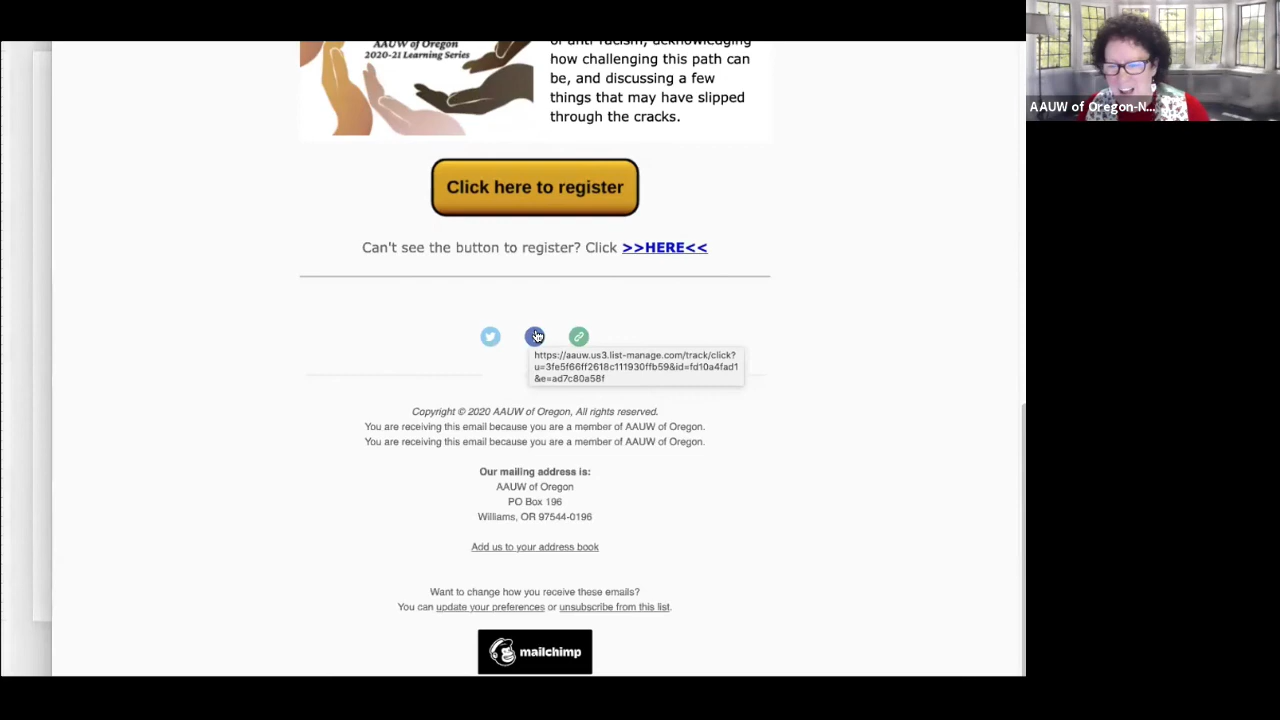 AAUW of Oregon
2020-21 Learning Series
of anti-racism, acknowledging
how challenging this path can
be, and discussing a few
things that may have slipped
through the cracks.
AAUW of Oregon-N...
Click here to register
Can't see the button to register? Click >>HERE<<
https://aauw.us3.list-manage.com/track/click?
u=3fe5f66ff2618c111930ffb59&id=fd10a4fad1
&e=ad7c80a58f
Copyright © 2020 AAUW of Oregon, All rights reserved.
You are receiving this email because you are a member of AAUW of Oregon.
You are receiving this email because you are a member of AAUW of Oregon.
Our mailing address is:
AAUW of Oregon
PO Box 196
Williams, OR 97544-0196
Add us to your address book
Want to change how you receive these emails?
You can update your preferences or unsubscribe from this list.
mailchimp